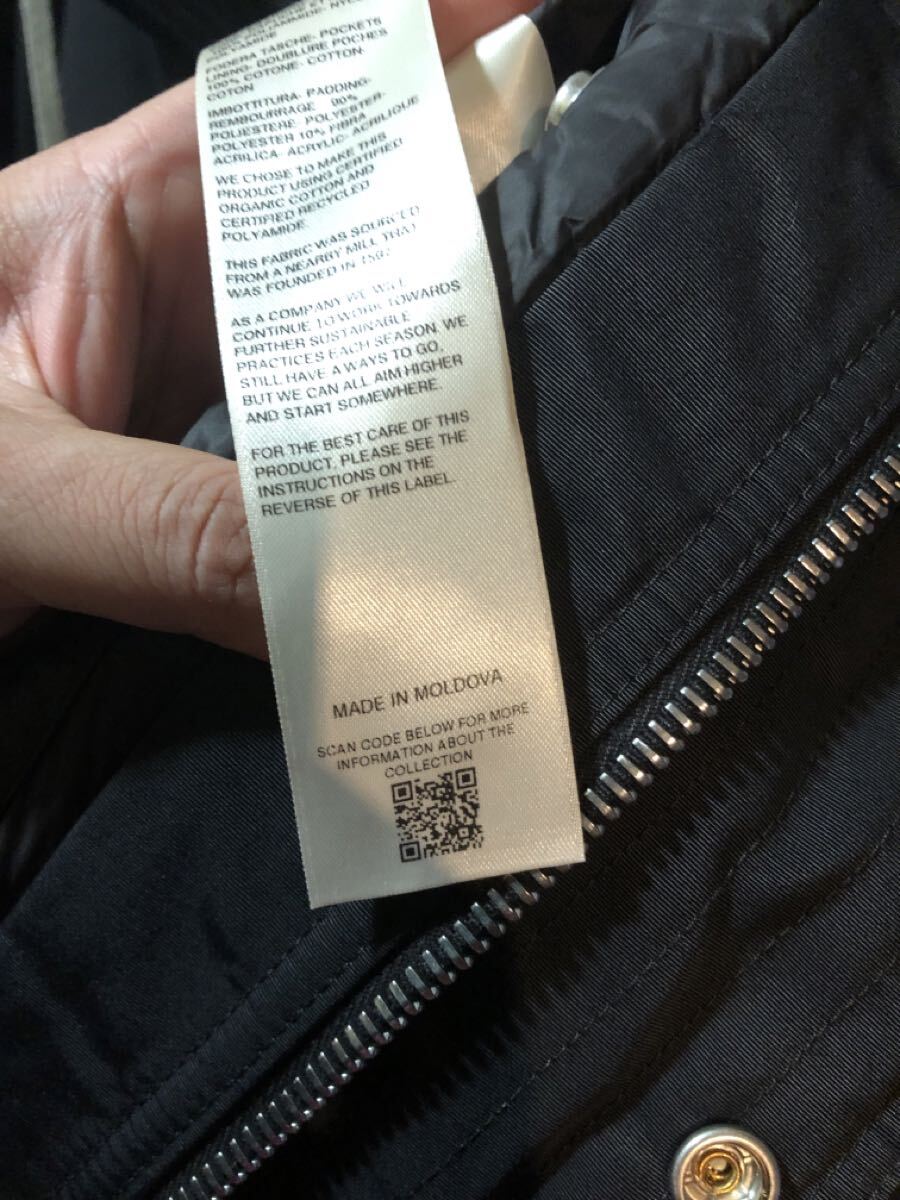 POLYAMIDE
FODERA TASCHE- POCKETS
LINING- DOUBLURE POCHES
100% COTONE- COTTON-
COTON
IMBOTTITURA- PADDING-
REMBOURRAGE 90%
POLIESTERE- POLYESTER-
POLYESTER 10% FIBRA
ACRILICA- ACRYLIC- ACRILIQUE
WE CHOSE TO MAKE THIS
PRODUCT USING CERTIFIED
ORGANIC COTTON AND
CERTIFIED RECYCLED
POLYAMIDE.
THIS FABRIC WAS SOURCED
FROM A NEARBY MILL THAT
WAS FOUNDED IN
AS A COMPANY WE WILL
CONTINUE TO WORK TOWARDS
FURTHER SUSTAINABLE
PRACTICES EACH SEASON. WE
STILL HAVE A WAYS TO GO,
BUT WE CAN ALL AIM HIGHER
AND START SOMEWHERE.
FOR THE BEST CARE OF THIS
PRODUCT, PLEASE SEE THE
INSTRUCTIONS ON THE
REVERSE OF THIS LABEL.
MADE IN MOLDOVA
SCAN CODE BELOW FOR MORE
INFORMATION ABOUT THE
COLLECTION